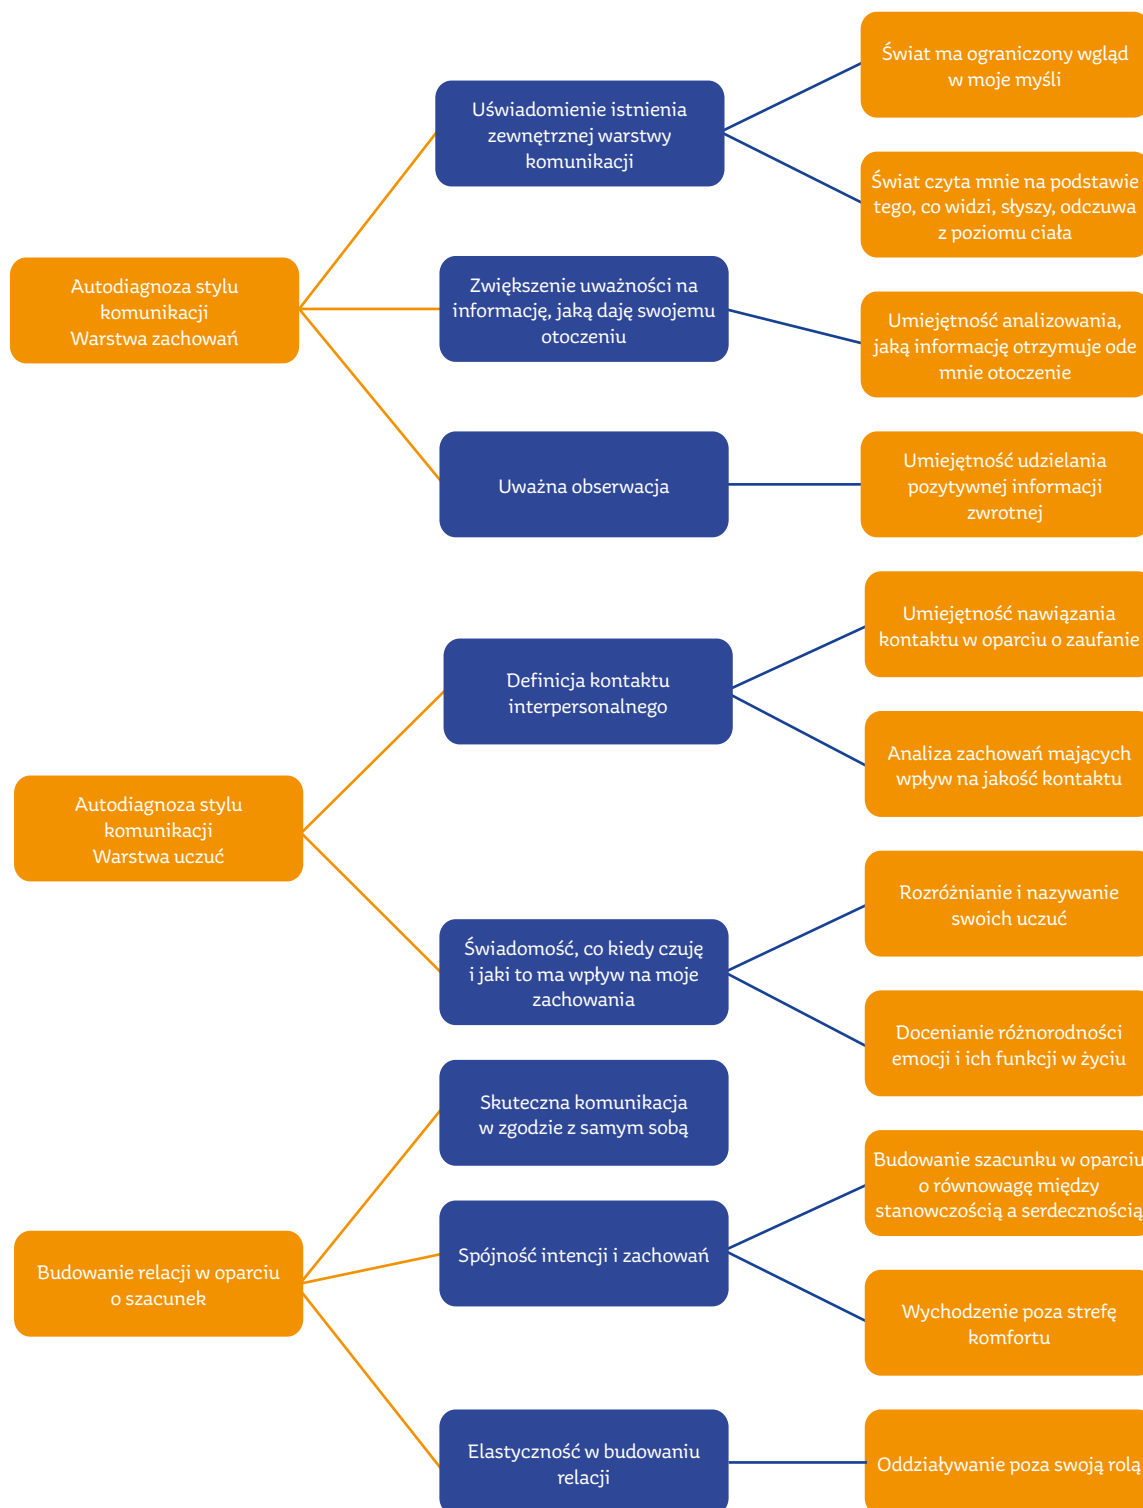 Autodiagnoza stylu
komunikacji
Warstwa zachowań
Uświadomienie istnienia
zewnętrznej warstwy
komunikacji
Świat ma ograniczony wgląd
w moje myśli
Świat czyta mnie na podstawie
tego, co widzi, słyszy, odczuwa
z poziomu ciała
Zwiększenie uważności na
informację, jaką daję swojemu
otoczeniu
Umiejętność analizowania,
jaką informację otrzymuje ode
mnie otoczenie
Uważna obserwacja
Umiejętność udzielania
pozytywnej informacji
zwrotnej
Autodiagnoza stylu
komunikacji
Warstwa uczuć
Definicja kontaktu
interpersonalnego
Umiejętność nawiązania
kontaktu w oparciu o zaufanie
Analiza zachowań mających
wpływ na jakość kontaktu
Świadomość, co kiedy czuję
i jaki to ma wpływ na moje
zachowania
Rozróżnianie i nazywanie
swoich uczuć
Docenianie różnorodności
emocji i ich funkcji w życiu
Budowanie relacji w oparciu
o szacunek
Skuteczna komunikacja
w zgodzie z samym sobą
Spójność intencji i zachowań
Budowanie szacunku w oparciu
o równowagę między
stanowczością a serdecznością
Wychodzenie poza strefę
komfortu
Elastyczność w budowaniu
relacji
Oddziaływanie poza swoją rolą